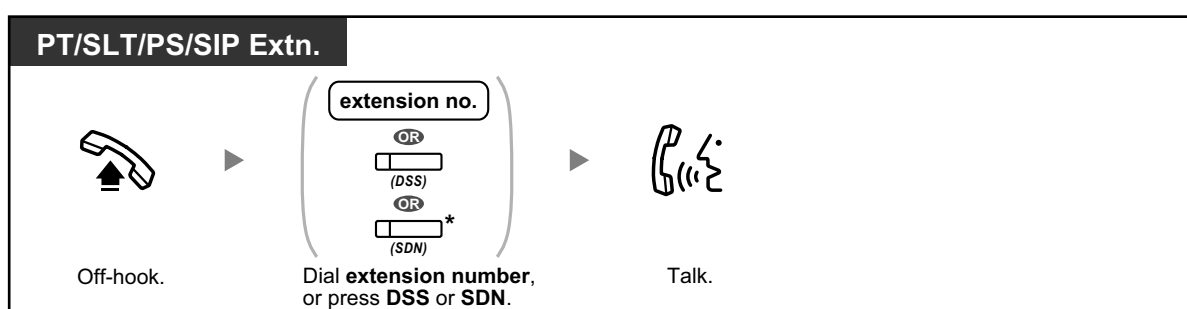 PT/SLT/PS/SIP Extn.
extension no.
OR
(DSS)
OR
*
(SDN)
Off-hook.
Dial extension number,
or press DSS or SDN.
Talk.